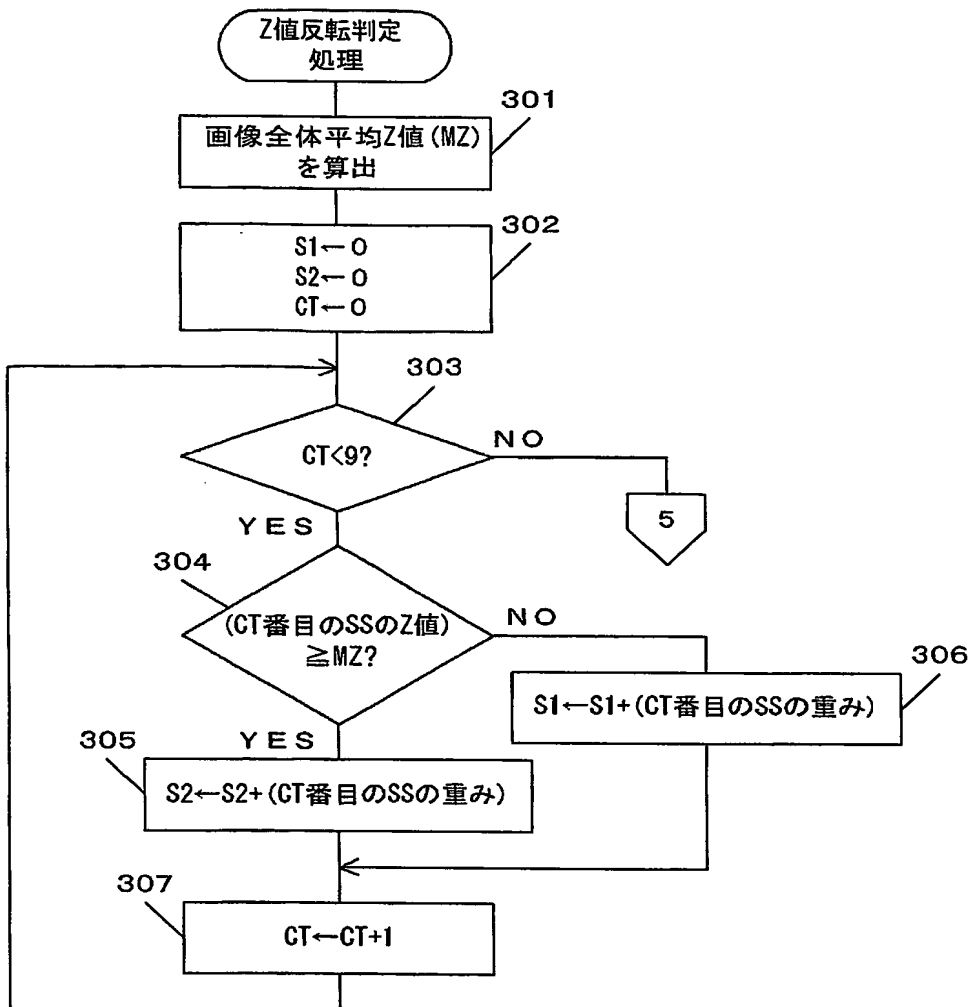 Z値反転判定
処理
301
画像全体平均Z値(MZ)
を算出
302
S1←0
S2←0
CT←0
303
CT<9?
NO
5
YES
304
(CT番目のSSのZ値)
≧MZ?
NO
306
S1←S1+(CT番目のSSの重み)
YES
305
S2←S2+(CT番目のSSの重み)
307
CT←CT+1